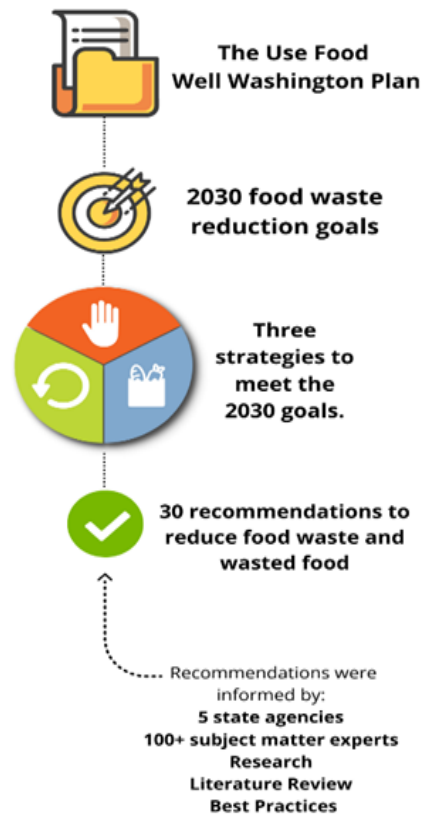 The Use Food
Well Washington Plan
2030 food waste
reduction goals
Three
strategies to
meet the
2030 goals.
30 recommendations to
reduce food waste and
wasted food
Recommendations were
informed by:
5 state agencies
100+ subject matter experts
Research
Literature Review
Best Practices